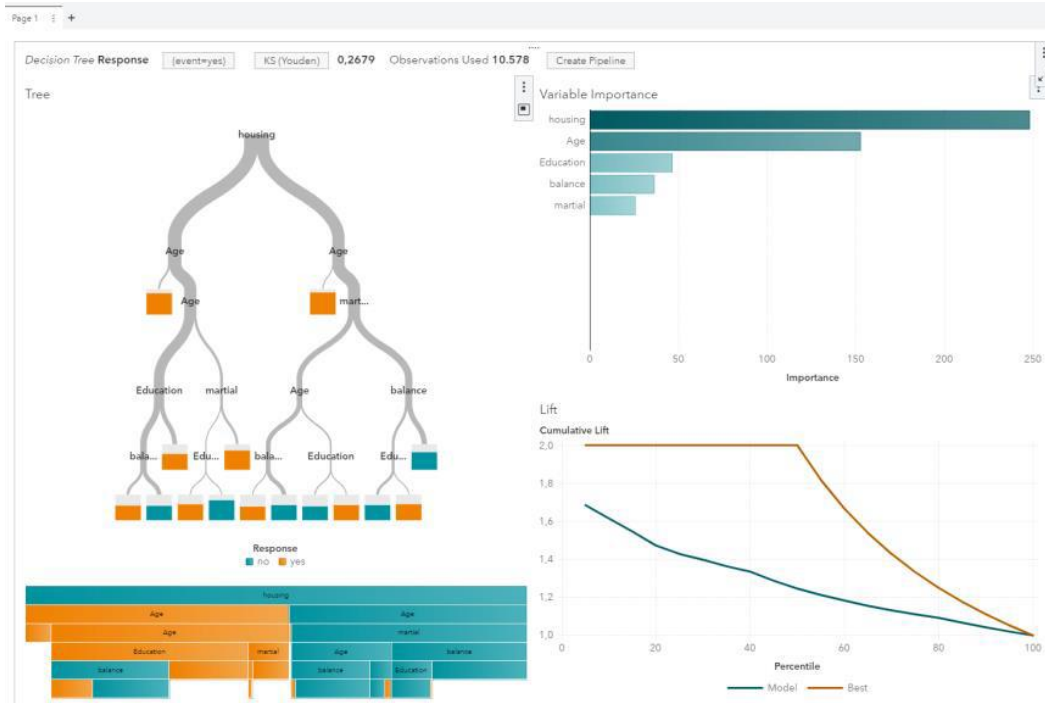 Page 1 +
Decision Tree Response (event=yes) KS (Youden) 0,2679 Observations Used 10.578 Create Pipeline
Tree
housing
Age Age
Age mart...
Education martial Age balance
bala... Edu... bala... Education Edu...
Response
no yes
housing
Age Age
Age martial
Education martial Age balance
balance balance Education
Variable Importance
housing
Age
Education
balance
martial
0 50 100 150 200 250
Importance
Lift
Cumulative Lift
2,0
1,8
1,6
1,4
1,2
1,0
0 20 40 60 80 100
Percentile
Model Best